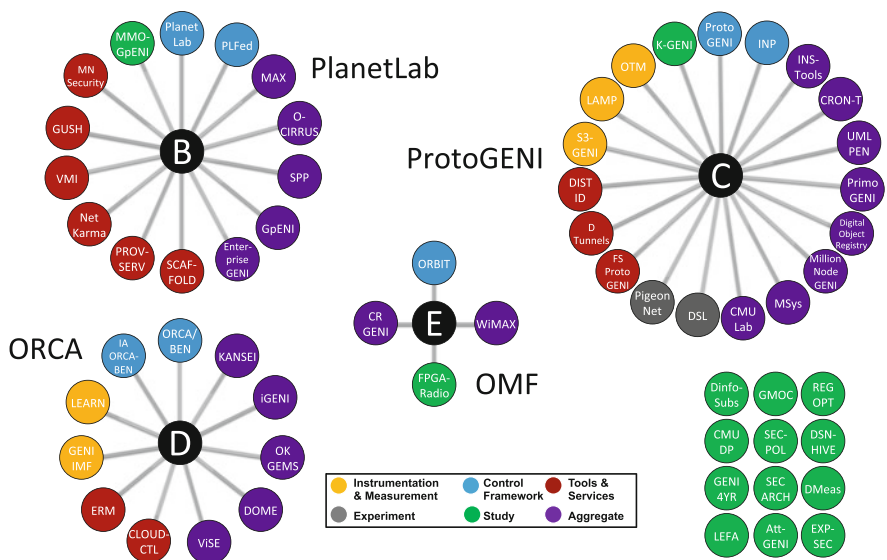 PlanetLab
B
MMO-
GpENI
Planet
Lab
PLFed
MAX
O-
CIRRUS
SPP
GpENI
Enter-
prise
GENI
SCAF-
FOLD
PROV-
SERV
Net
Karma
VMI
GUSH
MN
Security
ProtoGENI
C
K-GENI
Proto
GENI
INP
INS-
Tools
CRON-T
UML
PEN
Primo
GENI
Digital
Object
Registry
Million
Node
GENI
MSys
CMU
Lab
DSL
Pigeon
Net
FS
Proto
GENI
D
Tunnels
DIST
ID
S3-
GENI
LAMP
OTM
ORBIT
CR
GENI
E
WiMAX
FPGA-
Radio
OMF
ORCA
D
IA
ORCA-
BEN
ORCA/
BEN
KANSEI
iGENI
OK
GEMS
DOME
ViSE
CLOUD-
CTL
ERM
GENI
IMF
LEARN
Instrumentation
& Measurement
Control
Framework
Tools &
Services
Experiment
Study
Aggregate
Dinfo-
Subs
GMOC
REG
OPT
CMU
DP
SEC-
POL
DSN-
HIVE
GENI
4YR
SEC
ARCH
DMeas
LEFA
Att-
GENI
EXP-
SEC